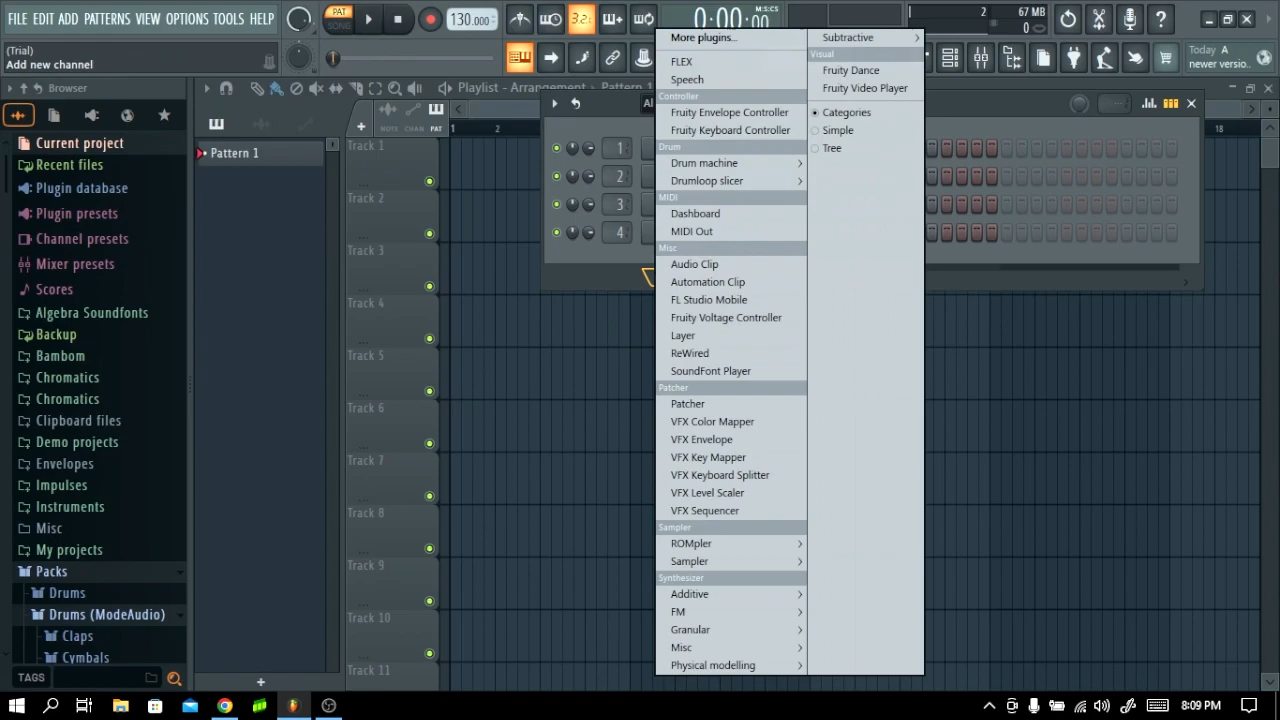 FILE EDIT ADD PATTERNS VIEW OPTIONS TOOLS HELP
PAT
SONG
130.000
3.2
0:00:00
M:S:CS
2
67 MB
0
(Trial)
Add new channel
Today A
newer versio
Browser
Playlist - Arrangement
Pattern 1
NOTE CHAN PAT
1
2
18
Current project
Recent files
Plugin database
Plugin presets
Channel presets
Mixer presets
Scores
Algebra Soundfonts
Backup
Bambom
Chromatics
Chromatics
Clipboard files
Demo projects
Envelopes
Impulses
Instruments
Misc
My projects
Packs
Drums
Drums (ModeAudio)
Claps
Cymbals
TAGS
Pattern 1
Track 1
Track 2
Track 3
Track 4
Track 5
Track 6
Track 7
Track 8
Track 9
Track 10
Track 11
1
2
3
4
More plugins...
FLEX
Speech
Controller
Fruity Envelope Controller
Fruity Keyboard Controller
Drum
Drum machine
Drumloop slicer
MIDI
Dashboard
MIDI Out
Misc
Audio Clip
Automation Clip
FL Studio Mobile
Fruity Voltage Controller
Layer
ReWired
SoundFont Player
Patcher
Patcher
VFX Color Mapper
VFX Envelope
VFX Key Mapper
VFX Keyboard Splitter
VFX Level Scaler
VFX Sequencer
Sampler
ROMpler
Sampler
Synthesizer
Additive
FM
Granular
Misc
Physical modelling
Subtractive
Visual
Fruity Dance
Fruity Video Player
Categories
Simple
Tree
8:09 PM